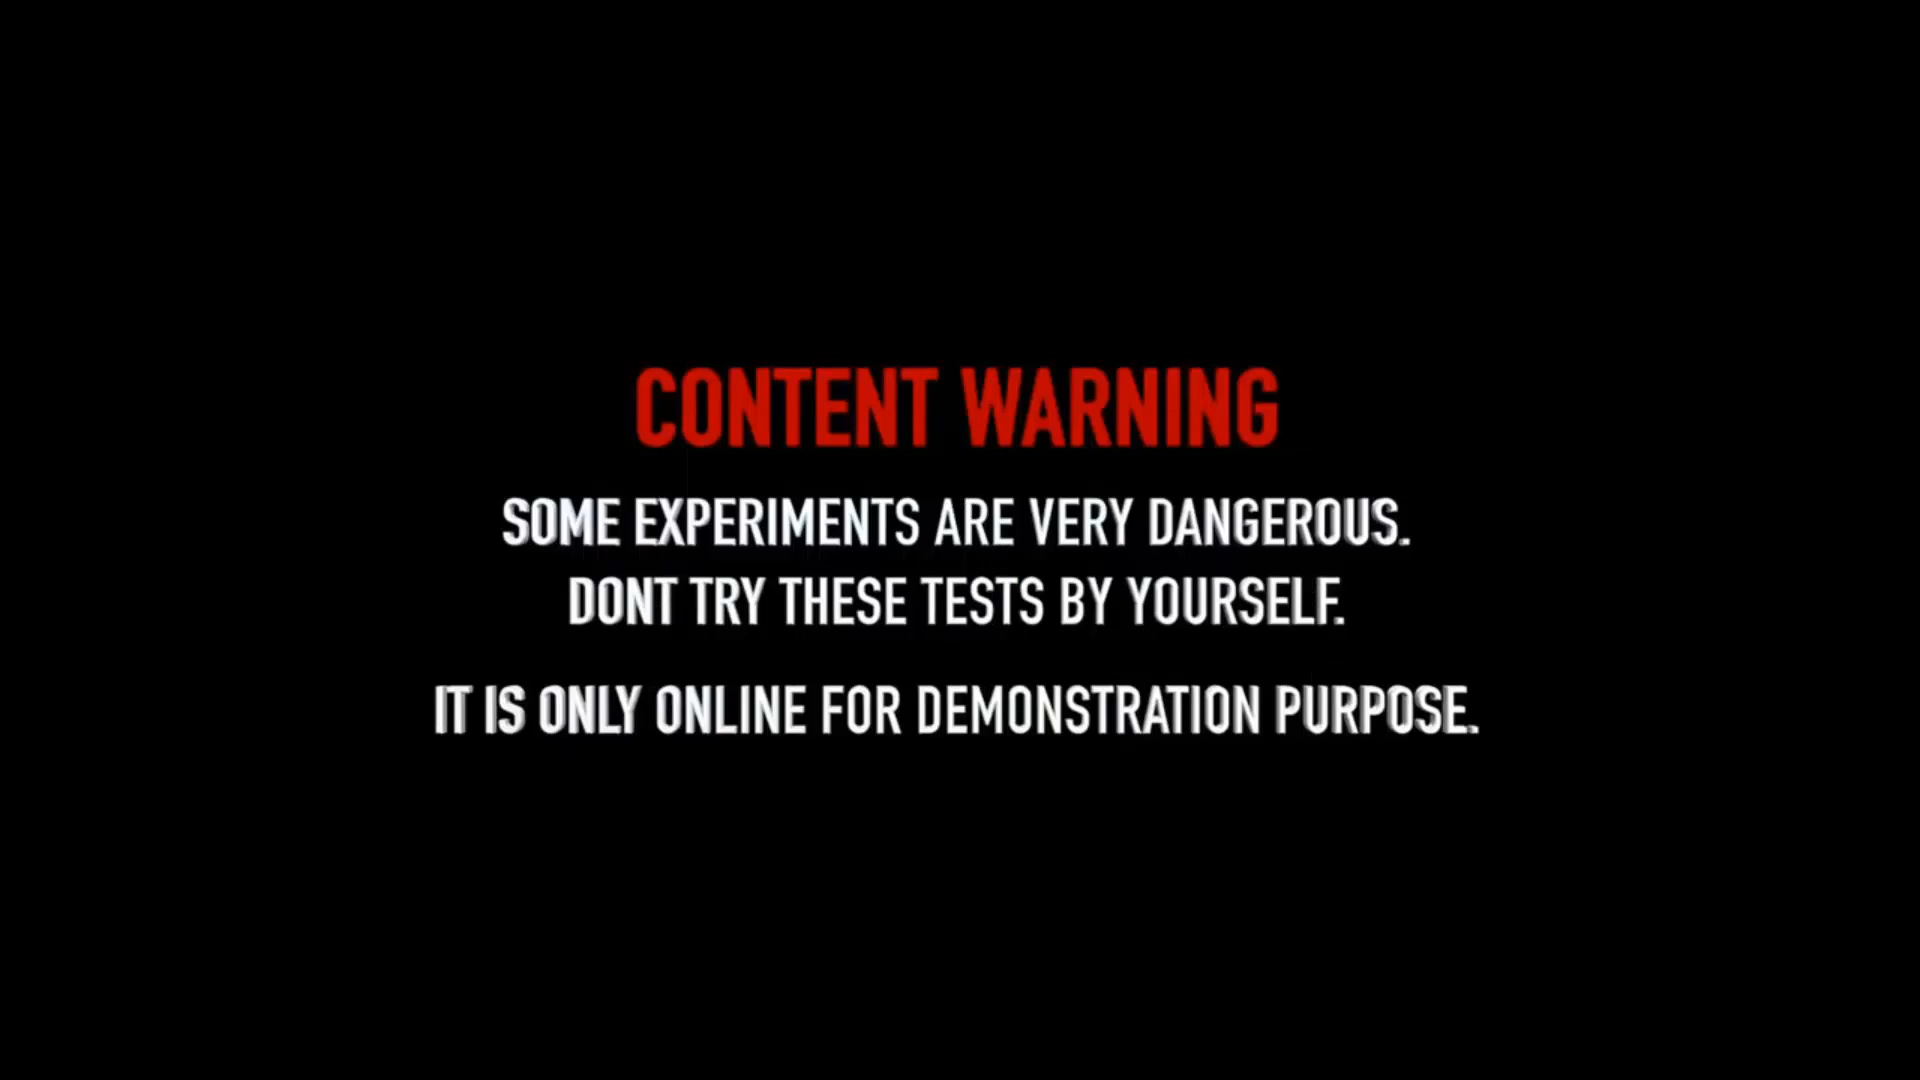 CONTENT WARNING
SOME EXPERIMENTS ARE VERY DANGEROUS.
DONT TRY THESE TESTS BY YOURSELF.
IT IS ONLY ONLINE FOR DEMONSTRATION PURPOSE.